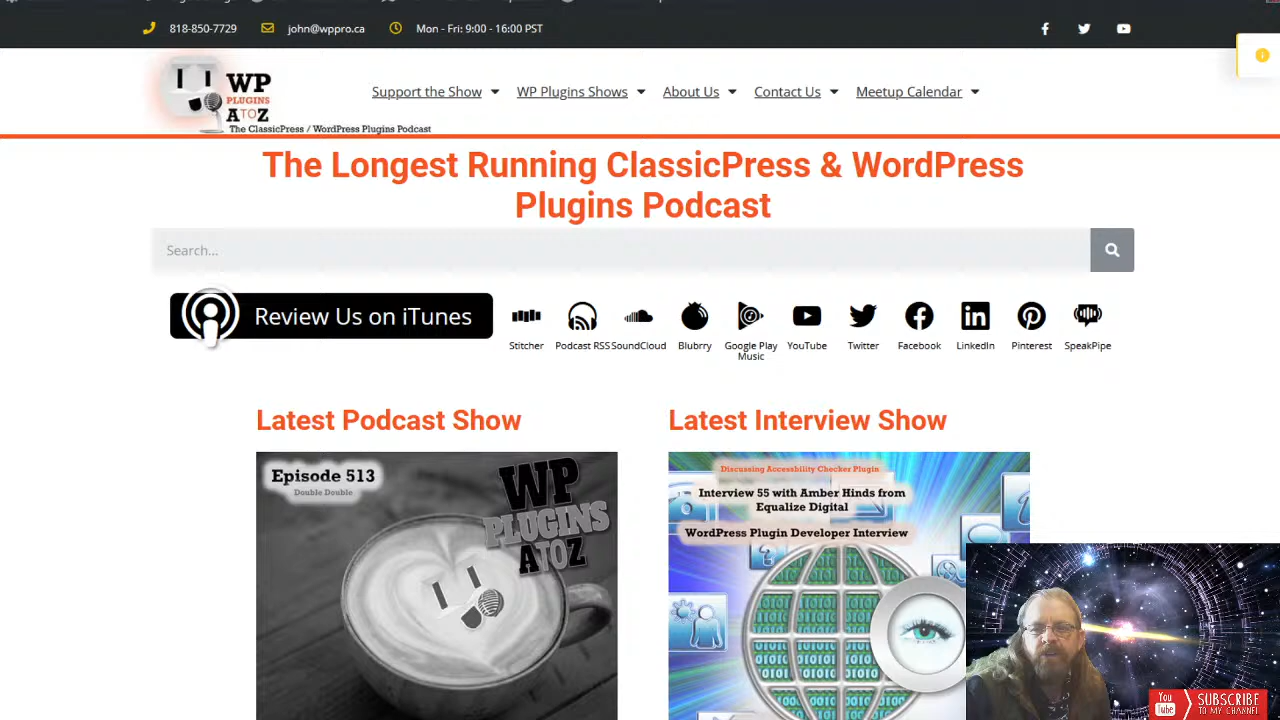 818-850-7729
john@wppro.ca
Mon - Fri: 9:00 - 16:00 PST
WP
PLUGINS
A TO Z
The ClassicPress / WordPress Plugins Podcast
Support the Show
WP Plugins Shows
About Us
Contact Us
Meetup Calendar
The Longest Running ClassicPress & WordPress
Plugins Podcast
Search...
Review Us on iTunes
Stitcher
Podcast RSS
SoundCloud
Blubrry
Google Play
Music
YouTube
Twitter
Facebook
LinkedIn
Pinterest
SpeakPipe
Latest Podcast Show
Latest Interview Show
Episode 513
Double Double
WP
PLUGINS
A TO Z
Discussing Accessbility Checker Plugin
Interview 55 with Amber Hinds from
Equalize Digital
WordPress Plugin Developer Interview
You
Tube
SUBSCRIBE
TO MY CHANNEL